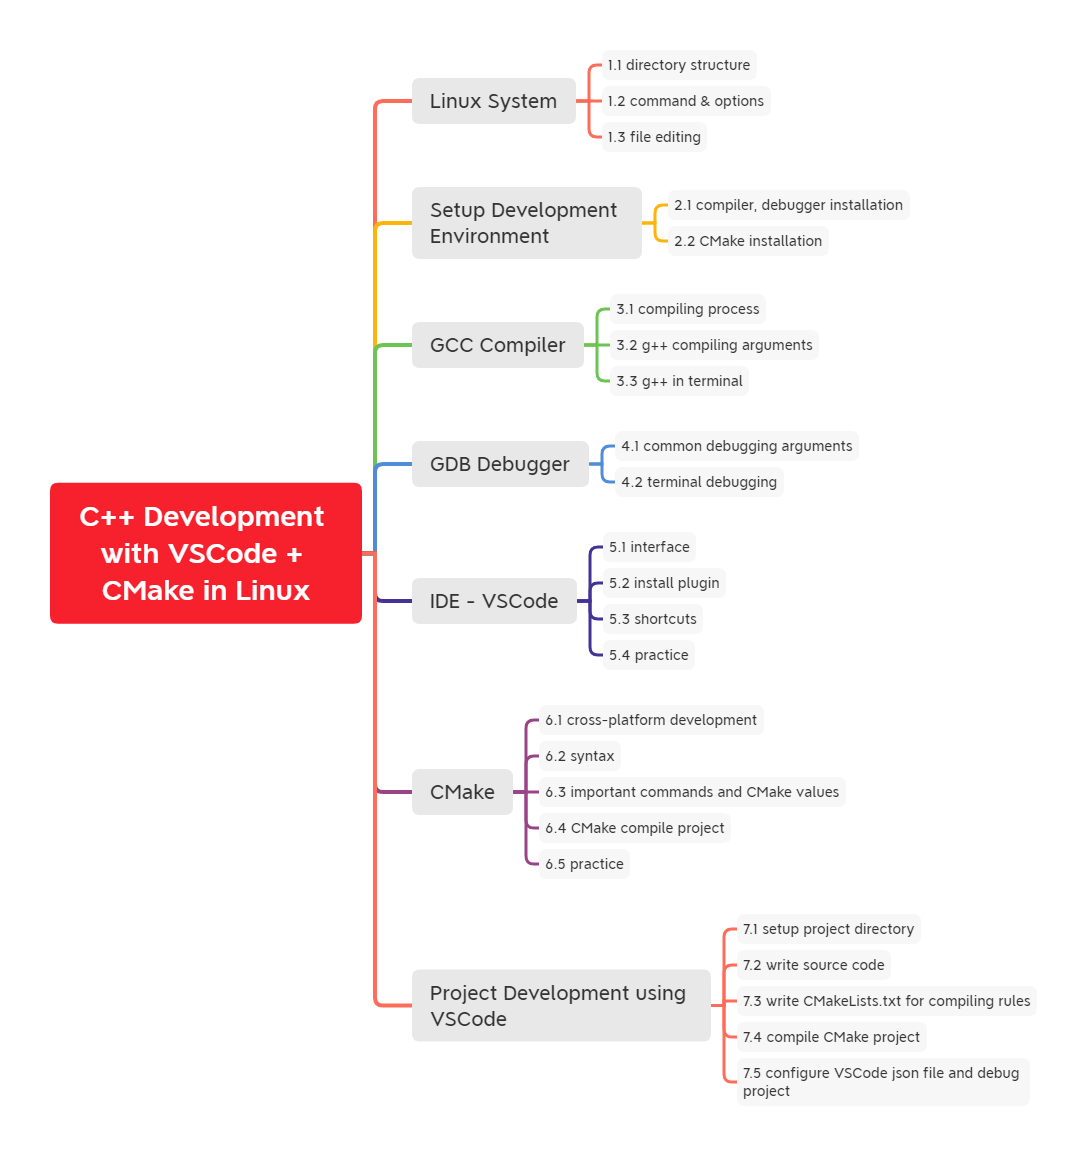 C++ Development
with VSCode +
CMake in Linux
Linux System
1.1 directory structure
1.2 command & options
1.3 file editing
Setup Development
Environment
2.1 compiler, debugger installation
2.2 CMake installation
GCC Compiler
3.1 compiling process
3.2 g++ compiling arguments
3.3 g++ in terminal
GDB Debugger
4.1 common debugging arguments
4.2 terminal debugging
IDE - VSCode
5.1 interface
5.2 install plugin
5.3 shortcuts
5.4 practice
CMake
6.1 cross-platform development
6.2 syntax
6.3 important commands and CMake values
6.4 CMake compile project
6.5 practice
Project Development using
VSCode
7.1 setup project directory
7.2 write source code
7.3 write CMakeLists.txt for compiling rules
7.4 compile CMake project
7.5 configure VSCode json file and debug
project